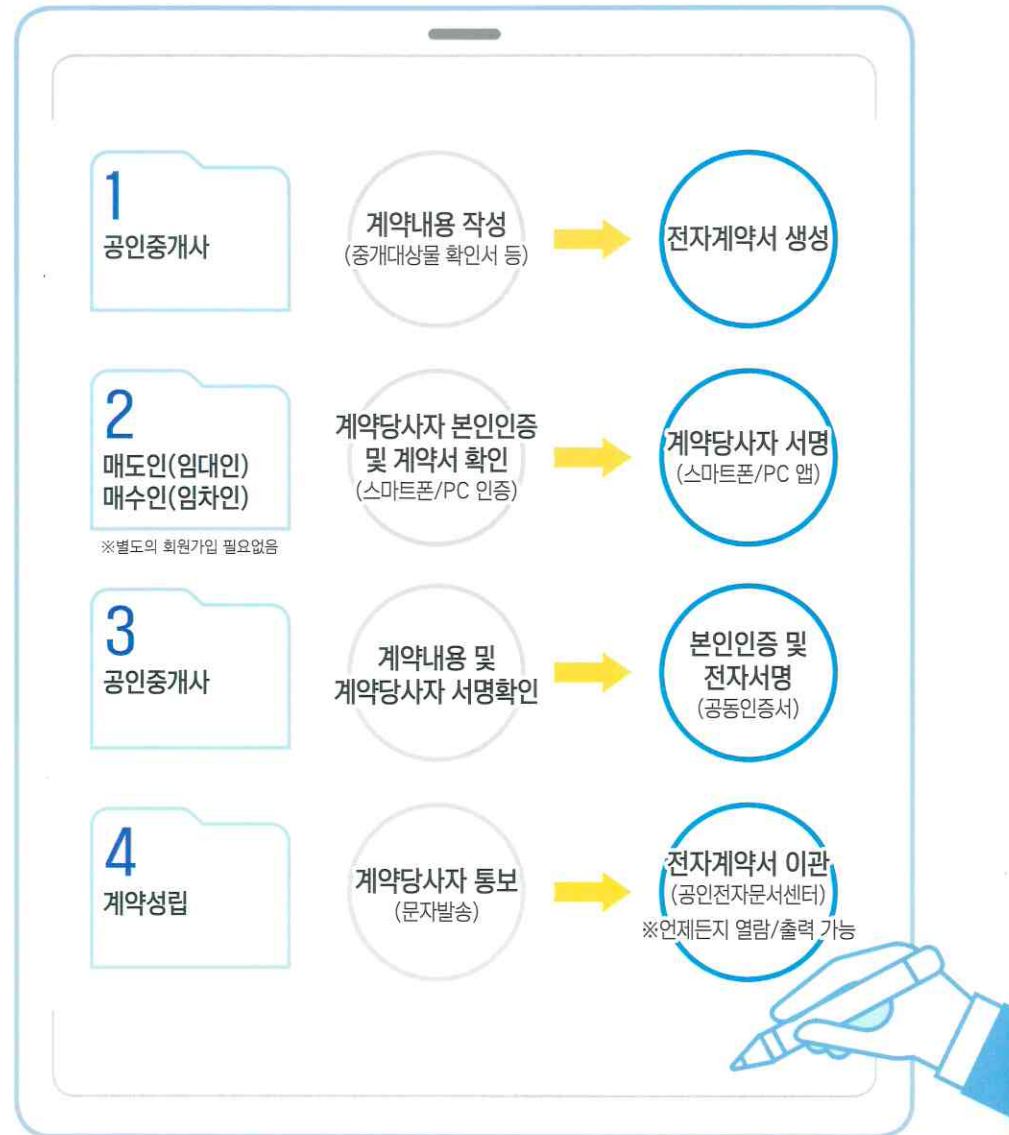 1
공인중개사
계약내용 작성
(중개대상물 확인서 등)
전자계약서 생성
2
매도인(임대인)
매수인(임차인)
※별도의 회원가입 필요없음
계약당사자 본인인증
및 계약서 확인
(스마트폰/PC 인증)
계약당사자 서명
(스마트폰/PC 앱)
3
공인중개사
계약내용 및
계약당사자 서명확인
본인인증 및
전자서명
(공동인증서)
4
계약성립
계약당사자 통보
(문자발송)
전자계약서 이관
(공인전자문서센터)
※언제든지 열람/출력 가능